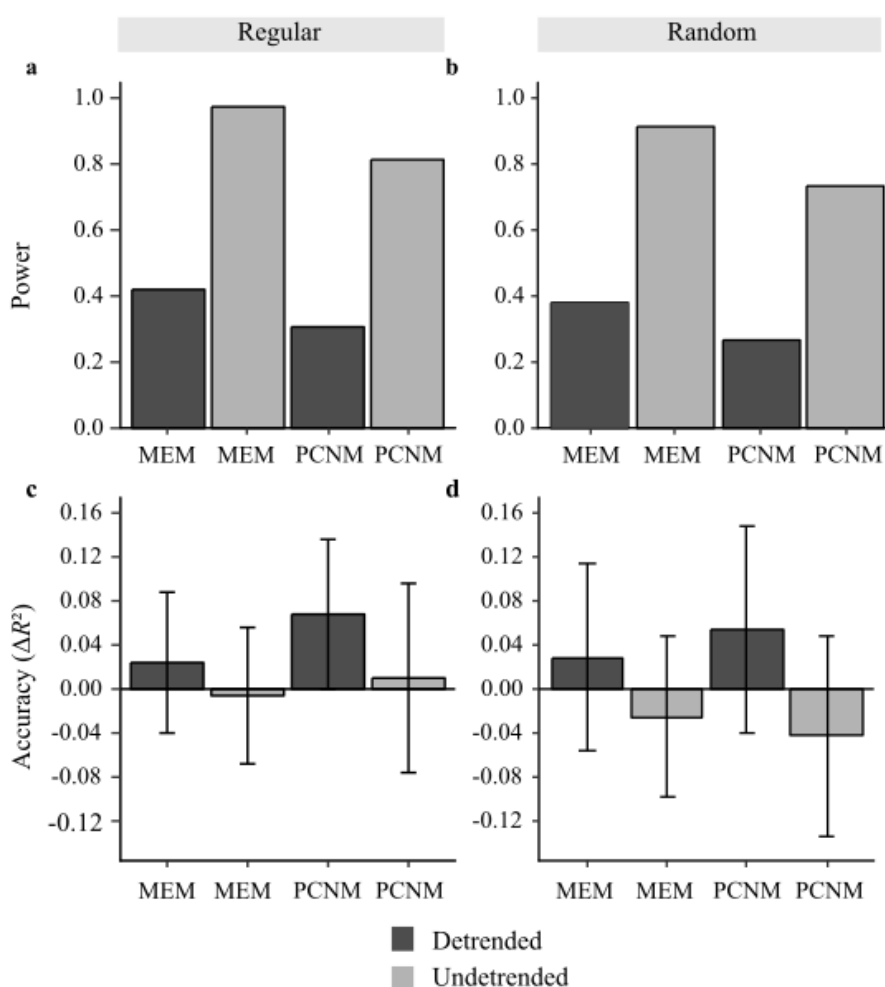 Regular Random
a b
1.0 1.0
0.8 0.8
0.6 0.6
0.4 0.4
0.2 0.2
0.0 0.0
Power
MEM MEM PCNM PCNM MEM MEM PCNM PCNM
c d
0.16 0.16
0.12 0.12
0.08 0.08
0.04 0.04
0.00 0.00
-0.04 -0.04
-0.08 -0.08
-0.12 -0.12
Accuracy (ΔR²)
MEM MEM PCNM PCNM MEM MEM PCNM PCNM
Detrended
Undetrended